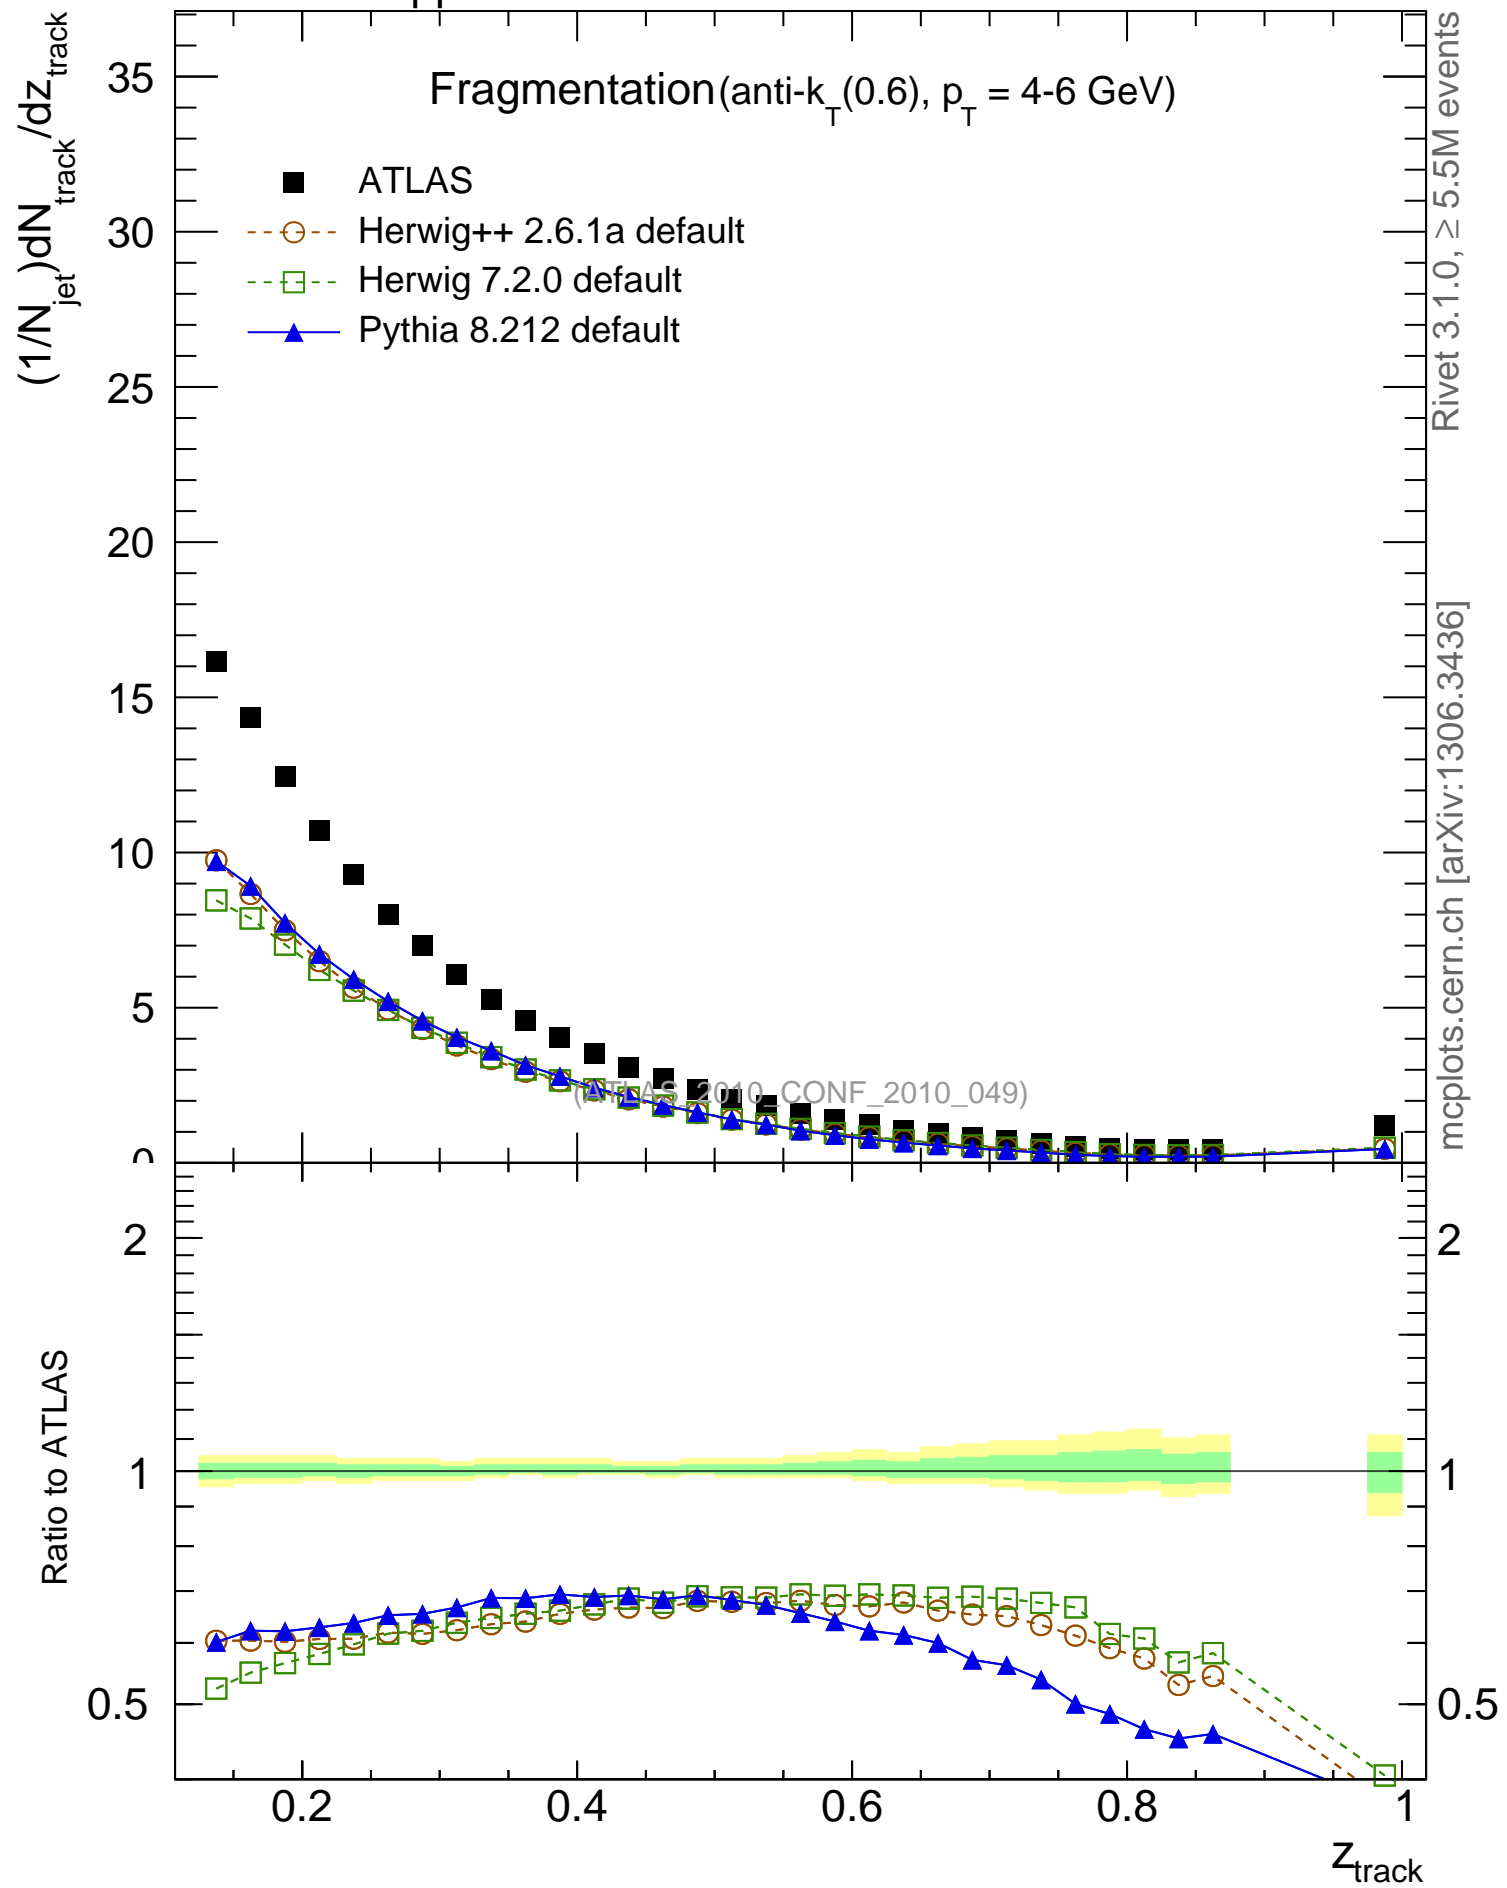 Fragmentation (anti-k_T(0.6), p_T = 4-6 GeV)
(1/N_jet)dN_track/dz_track
ATLAS
Herwig++ 2.6.1a default
Herwig 7.2.0 default
Pythia 8.212 default
35
30
25
20
15
10
5
0
(ATLAS_2010_CONF_2010_049)
Rivet 3.1.0, ≥ 5.5M events
mcplots.cern.ch [arXiv:1306.3436]
Ratio to ATLAS
2
1
0.5
2
1
0.5
0.2
0.4
0.6
0.8
1
z_track